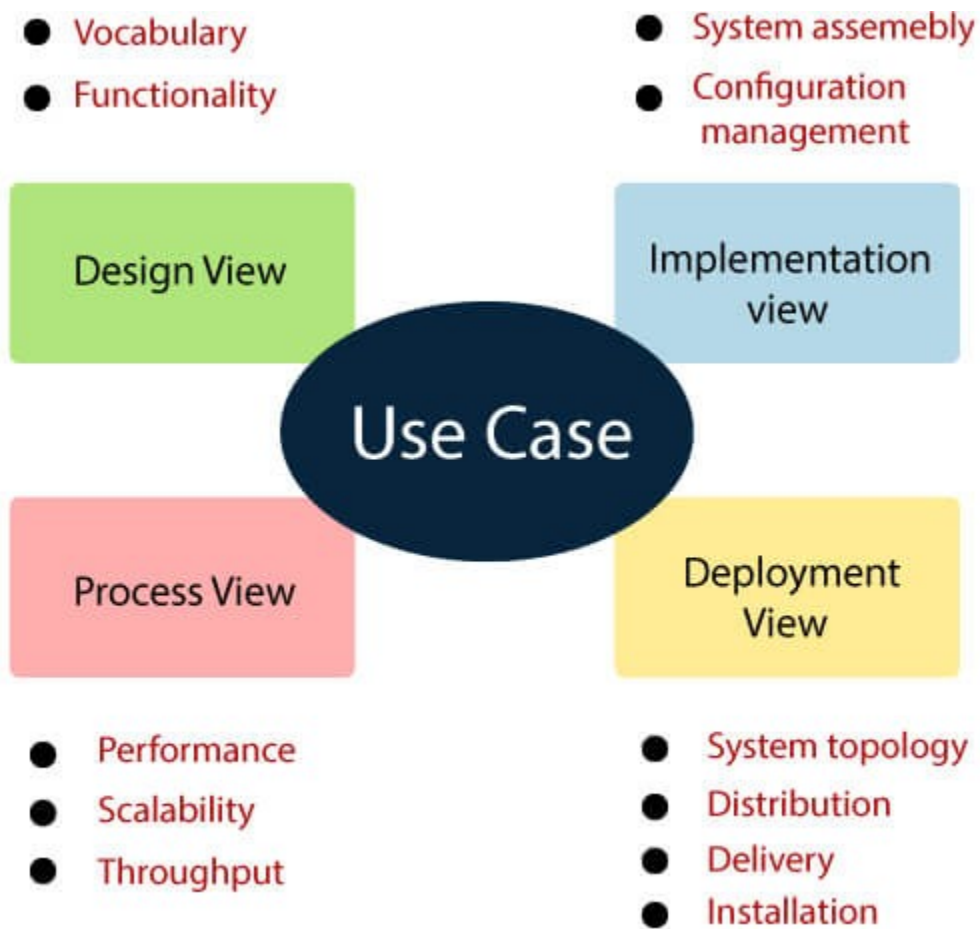 Vocabulary
Functionality
System assemebly
Configuration
management
Design View
Implementation
view
Use Case
Process View
Deployment
View
Performance
Scalability
Throughput
System topology
Distribution
Delivery
Installation